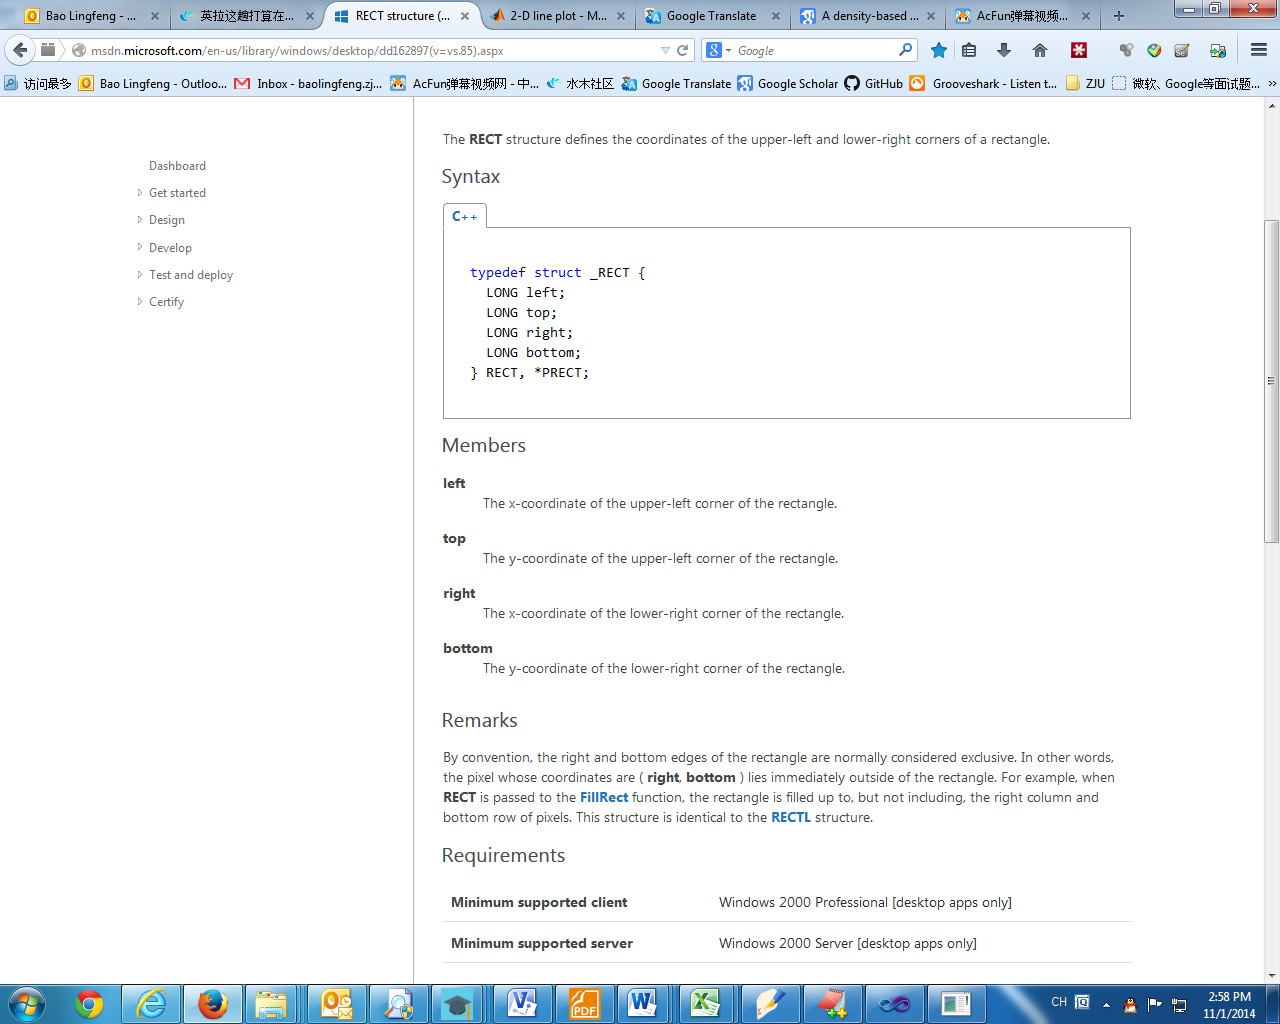 Bao Lingfeng - ...
英拉这趟打算在...
RECT structure (...
2-D line plot - M...
Google Translate
A density-based ...
AcFun弹幕视频...
msdn.microsoft.com/en-us/library/windows/desktop/dd162897(v=vs.85).aspx
Google
访问最多
Bao Lingfeng - Outloo...
Inbox - baolingfeng.zj...
AcFun弹幕视频网 - 中...
水木社区
Google Translate
Google Scholar
GitHub
Grooveshark - Listen t...
ZJU
微软、Google等面试题...
Dashboard
Get started
Design
Develop
Test and deploy
Certify
The RECT structure defines the coordinates of the upper-left and lower-right corners of a rectangle.
Syntax
C++
typedef struct _RECT {
LONG left;
LONG top;
LONG right;
LONG bottom;
} RECT, *PRECT;
Members
left
The x-coordinate of the upper-left corner of the rectangle.
top
The y-coordinate of the upper-left corner of the rectangle.
right
The x-coordinate of the lower-right corner of the rectangle.
bottom
The y-coordinate of the lower-right corner of the rectangle.
Remarks
By convention, the right and bottom edges of the rectangle are normally considered exclusive. In other words,
the pixel whose coordinates are ( right, bottom ) lies immediately outside of the rectangle. For example, when
RECT is passed to the FillRect function, the rectangle is filled up to, but not including, the right column and
bottom row of pixels. This structure is identical to the RECTL structure.
Requirements
Minimum supported client Windows 2000 Professional [desktop apps only]
Minimum supported server Windows 2000 Server [desktop apps only]
PDF
CH
2:58 PM
11/1/2014